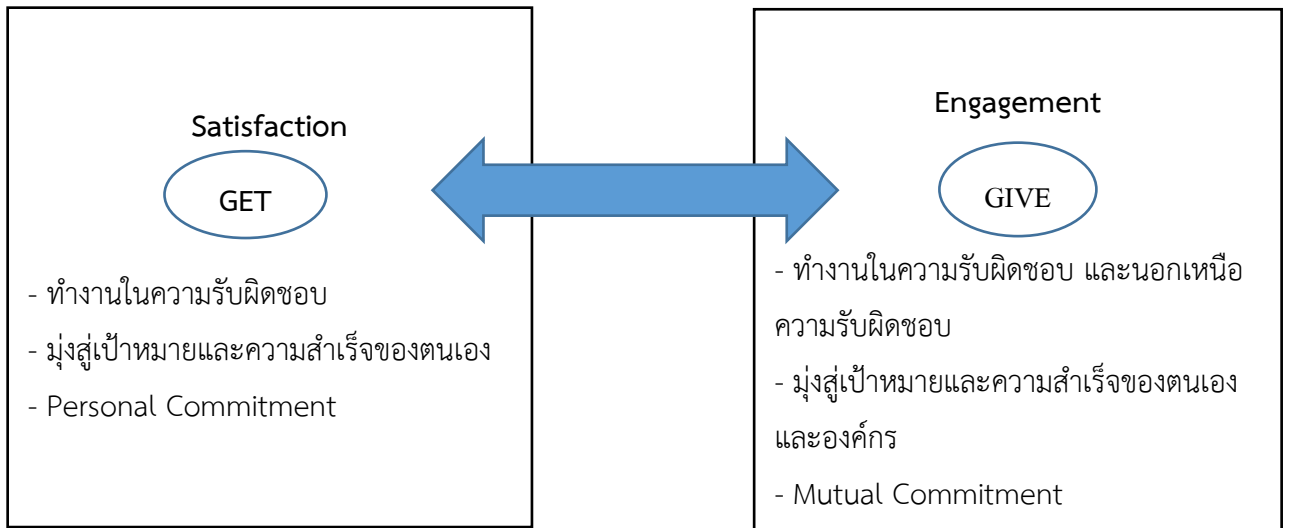 Satisfaction
GET
- ทำงานในความรับผิดชอบ
- มุ่งสู่เป้าหมายและความสำเร็จของตนเอง
- Personal Commitment
Engagement
GIVE
- ทำงานในความรับผิดชอบ และนอกเหนือ
ความรับผิดชอบ
- มุ่งสู่เป้าหมายและความสำเร็จของตนเอง
และองค์กร
- Mutual Commitment